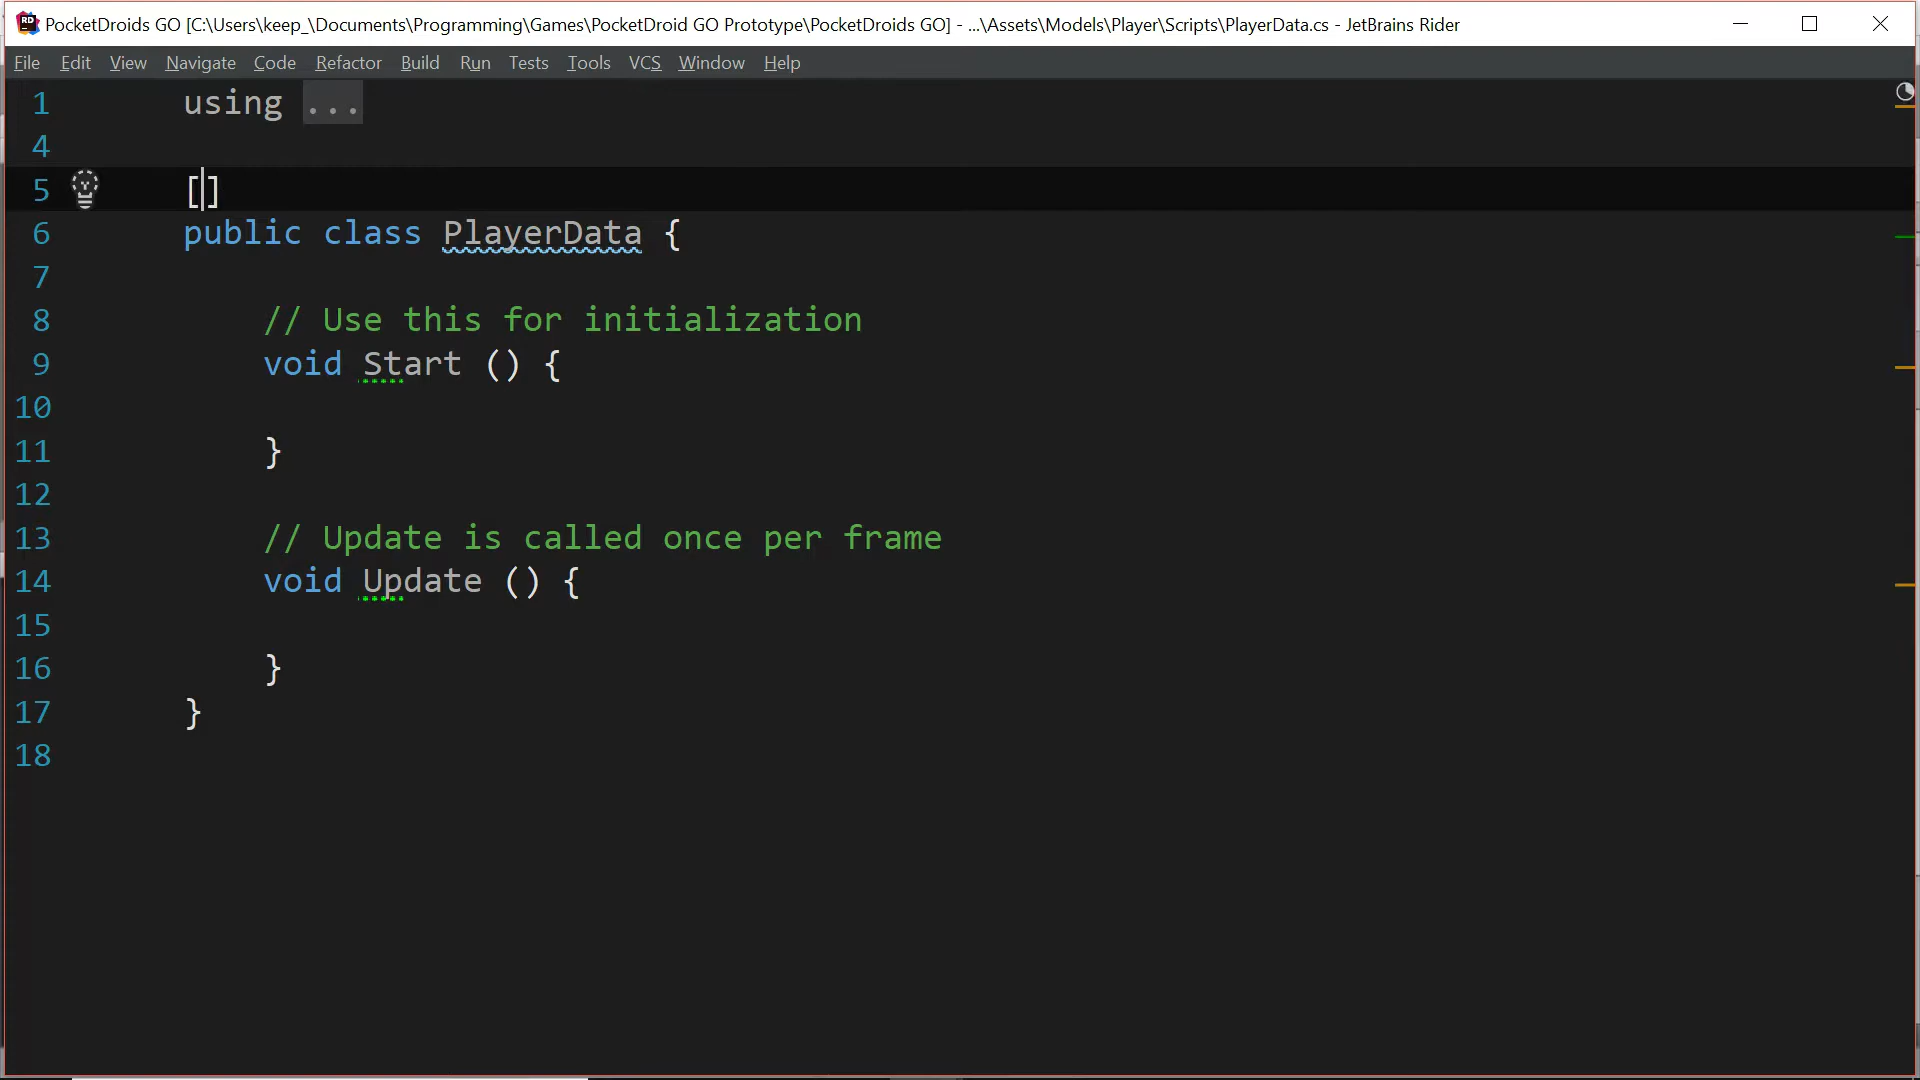 PocketDroids GO [C:\Users\keep_\Documents\Programming\Games\PocketDroid GO Prototype\PocketDroids GO] - ...\Assets\Models\Player\Scripts\PlayerData.cs - JetBrains Rider
File Edit View Navigate Code Refactor Build Run Tests Tools VCS Window Help
1 using ...
4
5 []
6 public class PlayerData {
7
8 // Use this for initialization
9 void Start () {
10
11 }
12
13 // Update is called once per frame
14 void Update () {
15
16 }
17 }
18